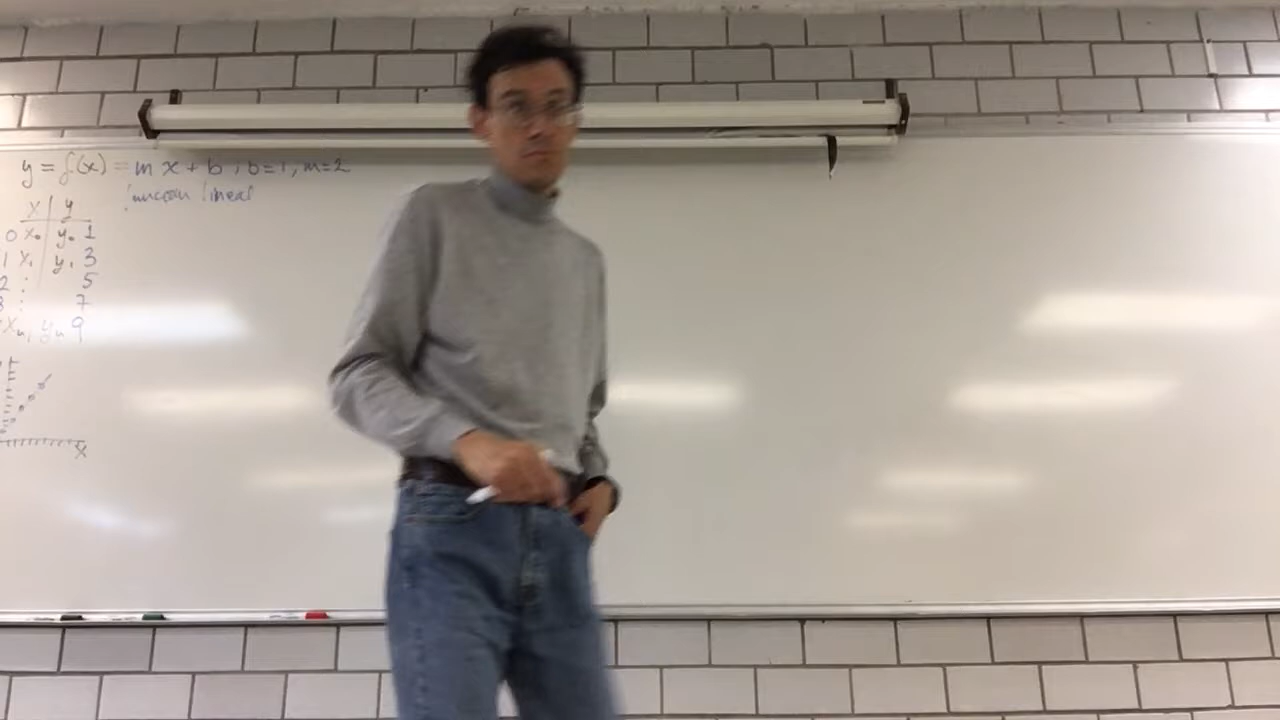 y = f(x) = m x + b ; b=1, m=2
función lineal
x | y
0 x₀ y₀ 1
1 x₁ y₁ 3
2 : 5
3 : 7
xₙ, yₙ 9
x